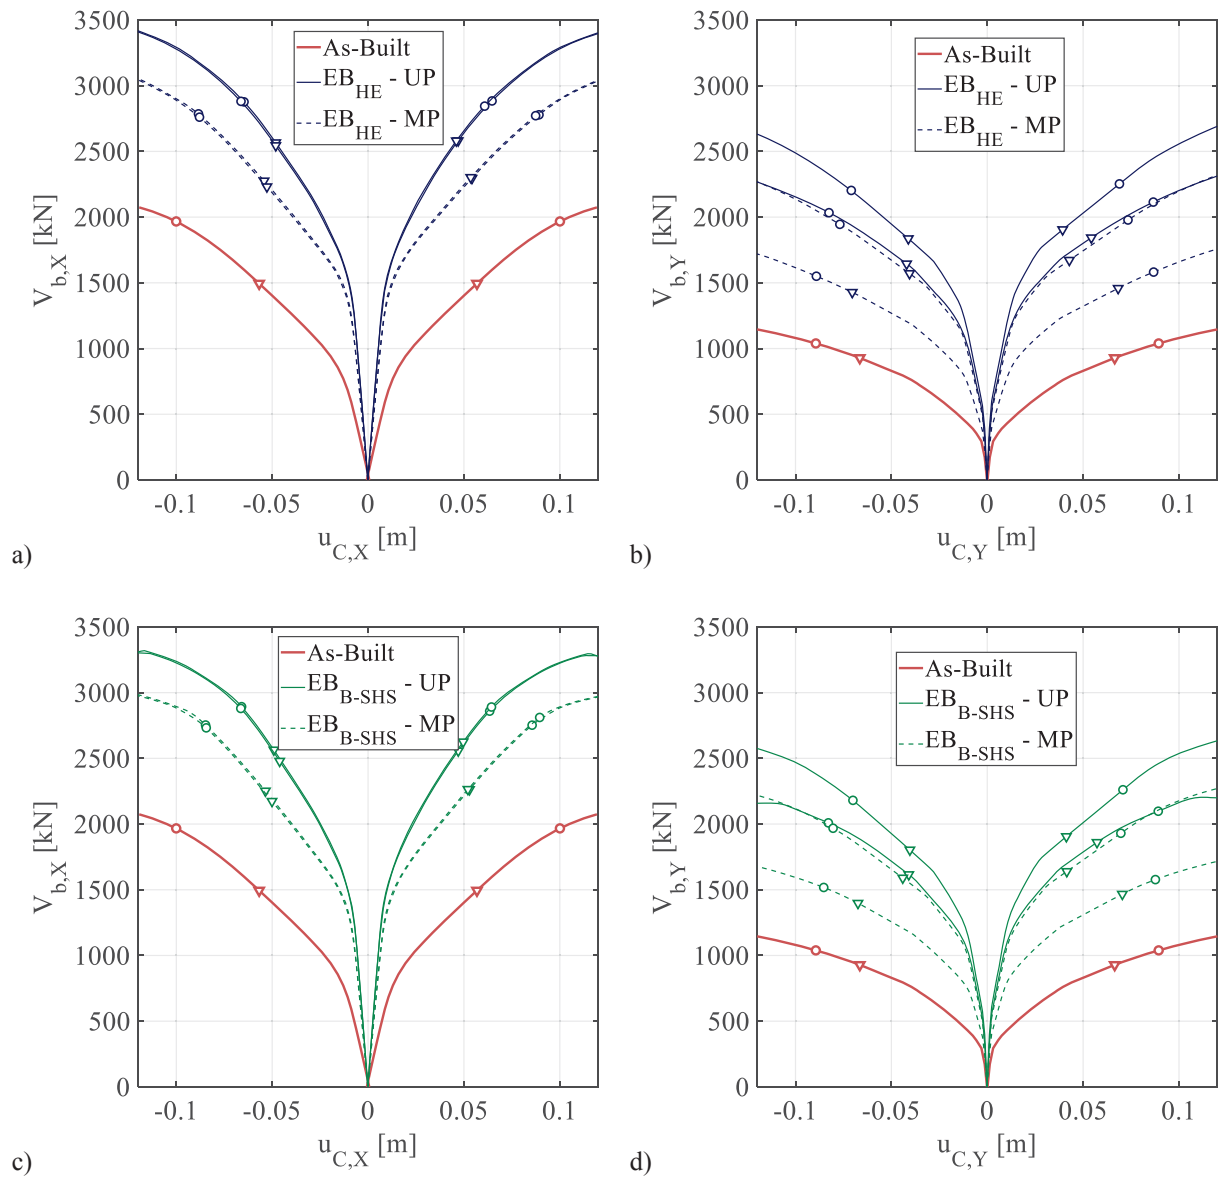 3500
3000
2500
2000
1500
1000
500
0
V_b,X [kN]
As-Built
EB_HE - UP
EB_HE - MP
-0.1 -0.05 0 0.05 0.1
u_C,X [m]
a)
3500
3000
2500
2000
1500
1000
500
0
V_b,Y [kN]
As-Built
EB_HE - UP
EB_HE - MP
-0.1 -0.05 0 0.05 0.1
u_C,Y [m]
b)
3500
3000
2500
2000
1500
1000
500
0
V_b,X [kN]
As-Built
EB_B-SHS - UP
EB_B-SHS - MP
-0.1 -0.05 0 0.05 0.1
u_C,X [m]
c)
3500
3000
2500
2000
1500
1000
500
0
V_b,Y [kN]
As-Built
EB_B-SHS - UP
EB_B-SHS - MP
-0.1 -0.05 0 0.05 0.1
u_C,Y [m]
d)